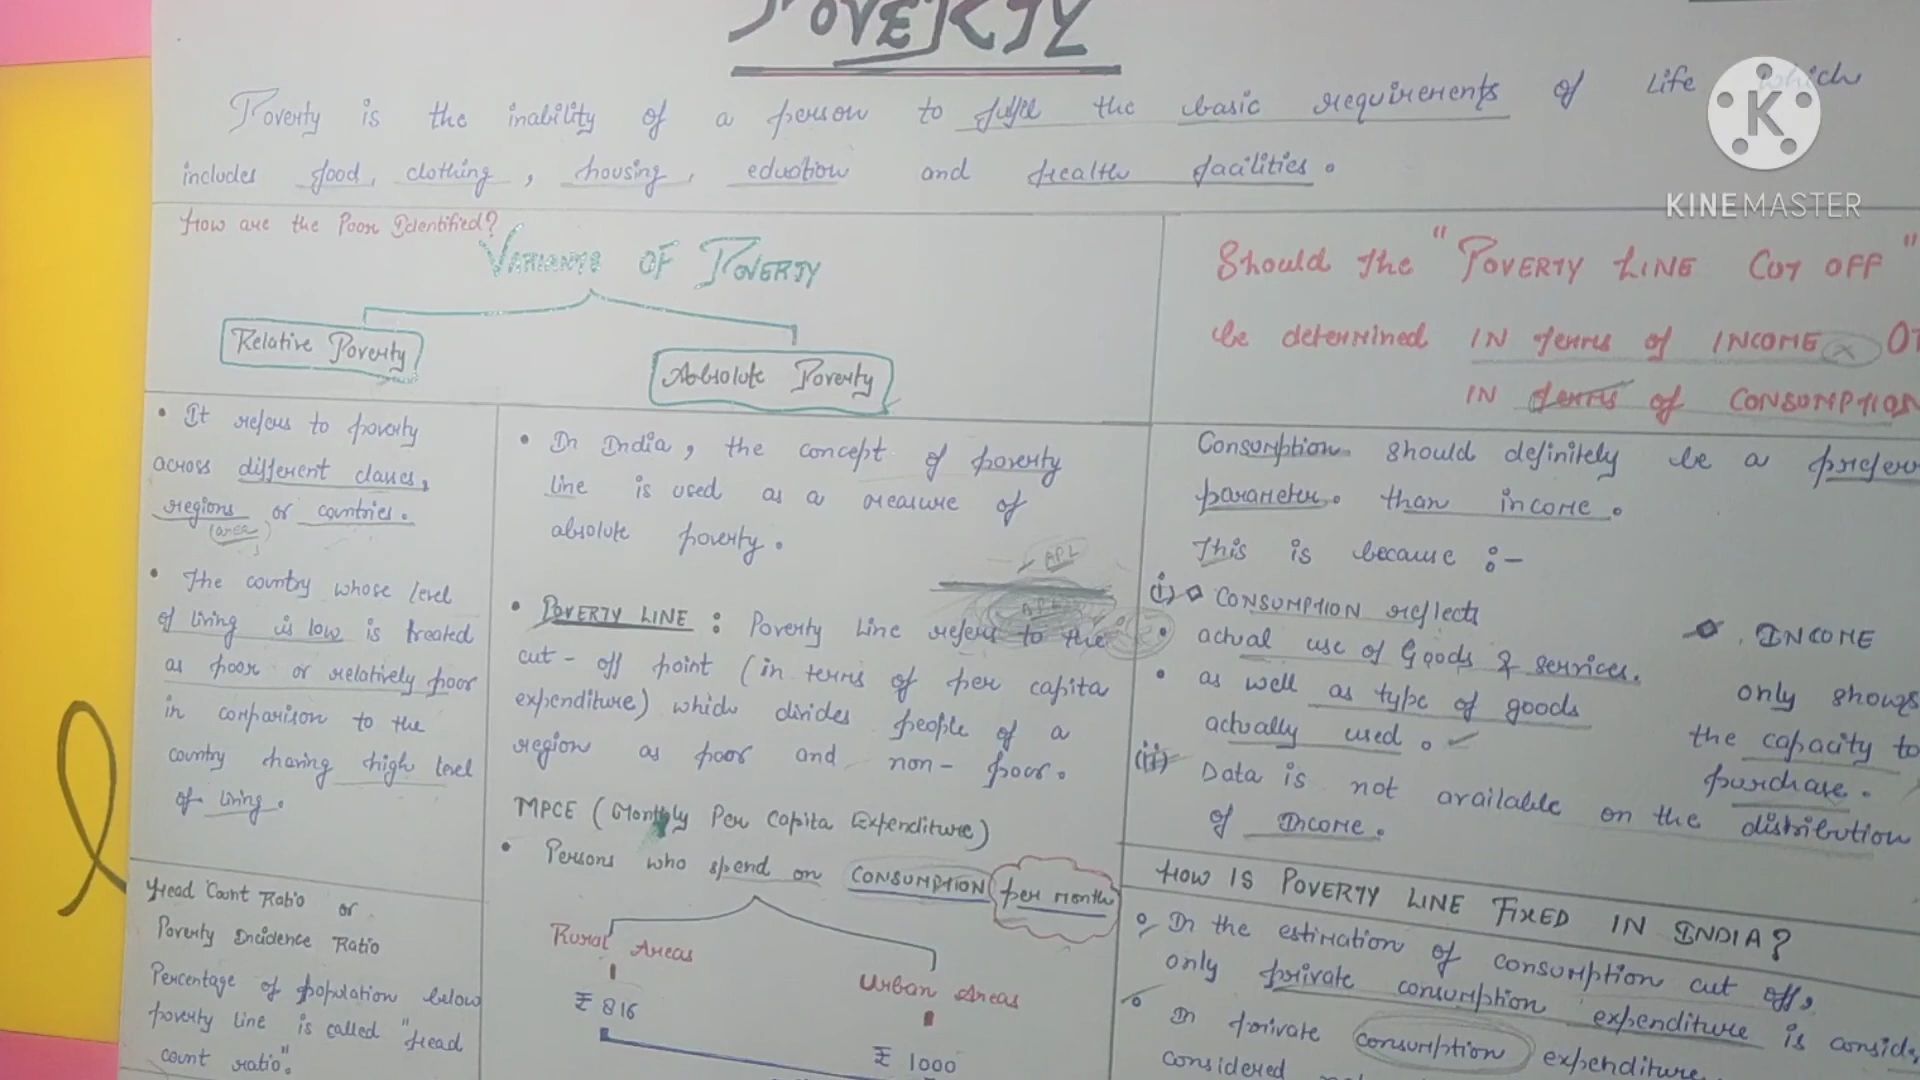 POVERTY
Poverty is the inability of a person to fulfil the basic requirements of life which
includes food, clothing, housing, eduation and health facilities.
KINEMASTER
How are the Poor Identified?
VARIANTS OF POVERTY
Relative Poverty
Absolute Poverty
• It refers to poverty
across different classes,
regions or countries.
(area)
• The country whose level
of living is low is treated
as poor or relatively poor
in comparison to the
country having high level
of living.
Head Count Ratio or
Poverty Incidence Ratio
Percentage of population below
poverty line is called "Head
count ratio".
• In India, the concept of poverty
line is used as a measure of
absolute poverty.
APL
APL
• POVERTY LINE : Poverty Line refers to the
cut-off point (in terms of per capita
expenditure) which divides people of a
region as poor and non-poor.
MPCE (Monthly Per Capita Expenditure)
• Persons who spend on CONSUMPTION per month
Rural Areas
₹ 816
Urban Areas
₹ 1000
Should the "POVERTY LINE CUT OFF"
be determined IN terms of INCOME
IN terms of CONSUMPTION
Consumption should definitely be a
parameter. than income.
This is because :-
(i) CONSUMPTION reflects
• actual use of Goods & services.
• as well as type of goods
actually used.
INCOME
only shows
the capacity to
purchase.
(ii) Data is not available on the distribution
of Income.
HOW IS POVERTY LINE FIXED IN INDIA?
In the estimation of consumption cut off,
only private consumption expenditure is
In private consumption expenditure
considered